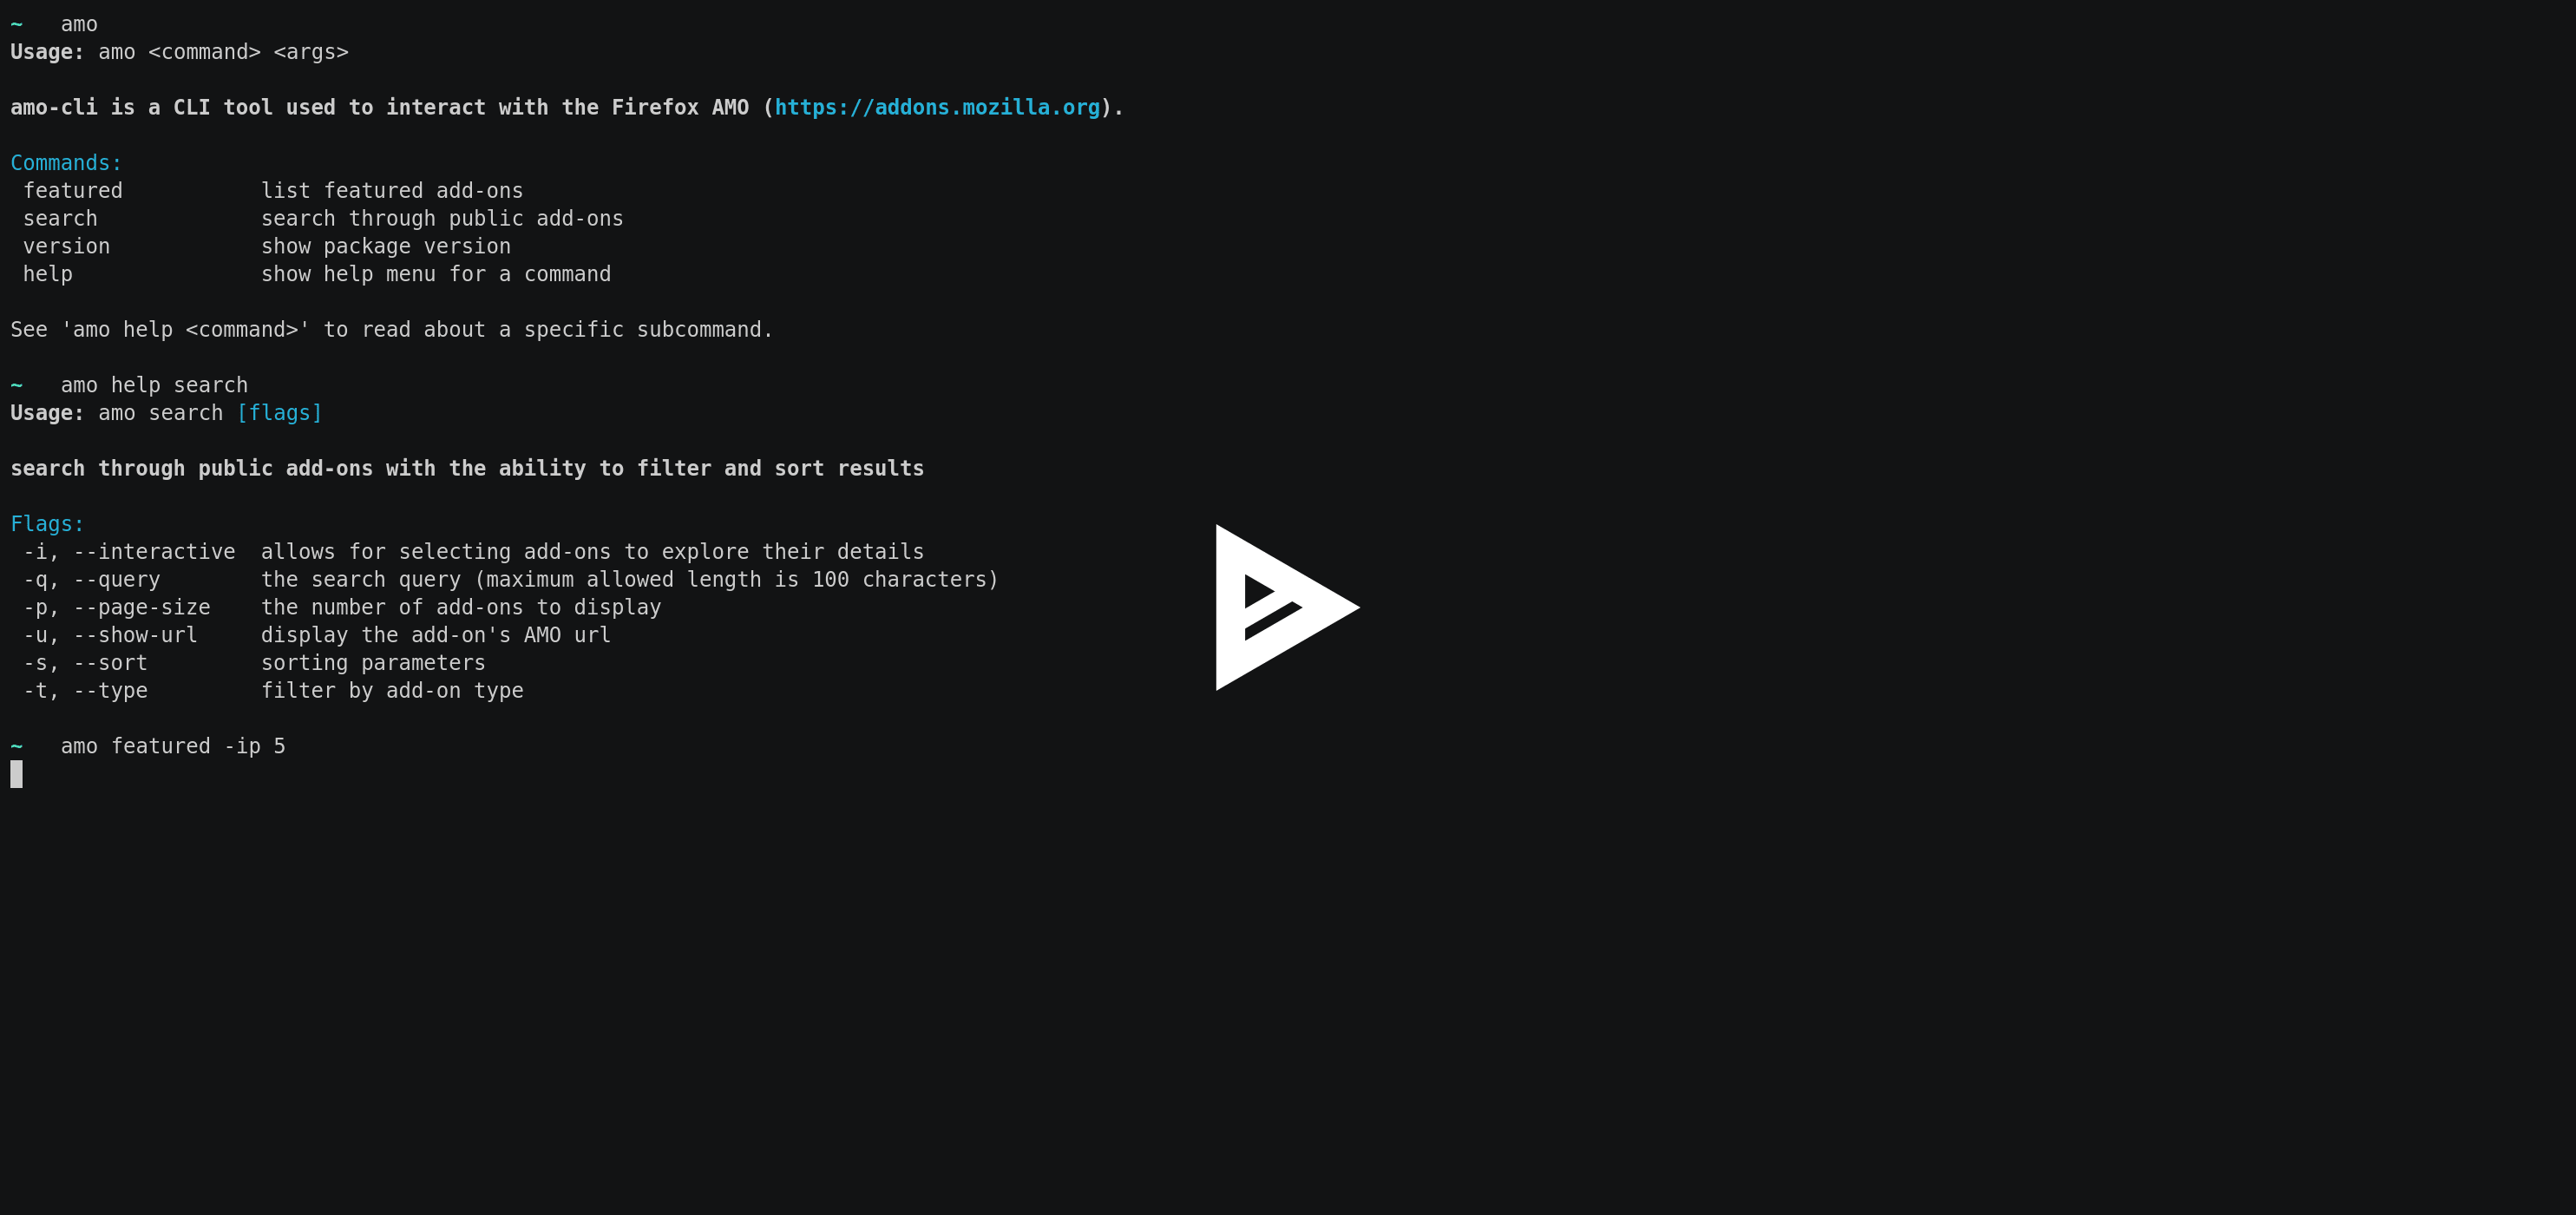 ~   amo
Usage: amo <command> <args>

amo-cli is a CLI tool used to interact with the Firefox AMO (https://addons.mozilla.org).

Commands:
 featured           list featured add-ons
 search             search through public add-ons
 version            show package version
 help               show help menu for a command

See 'amo help <command>' to read about a specific subcommand.

~   amo help search
Usage: amo search [flags]

search through public add-ons with the ability to filter and sort results

Flags:
 -i, --interactive  allows for selecting add-ons to explore their details
 -q, --query        the search query (maximum allowed length is 100 characters)
 -p, --page-size    the number of add-ons to display
 -u, --show-url     display the add-on's AMO url
 -s, --sort         sorting parameters
 -t, --type         filter by add-on type

~   amo featured -ip 5